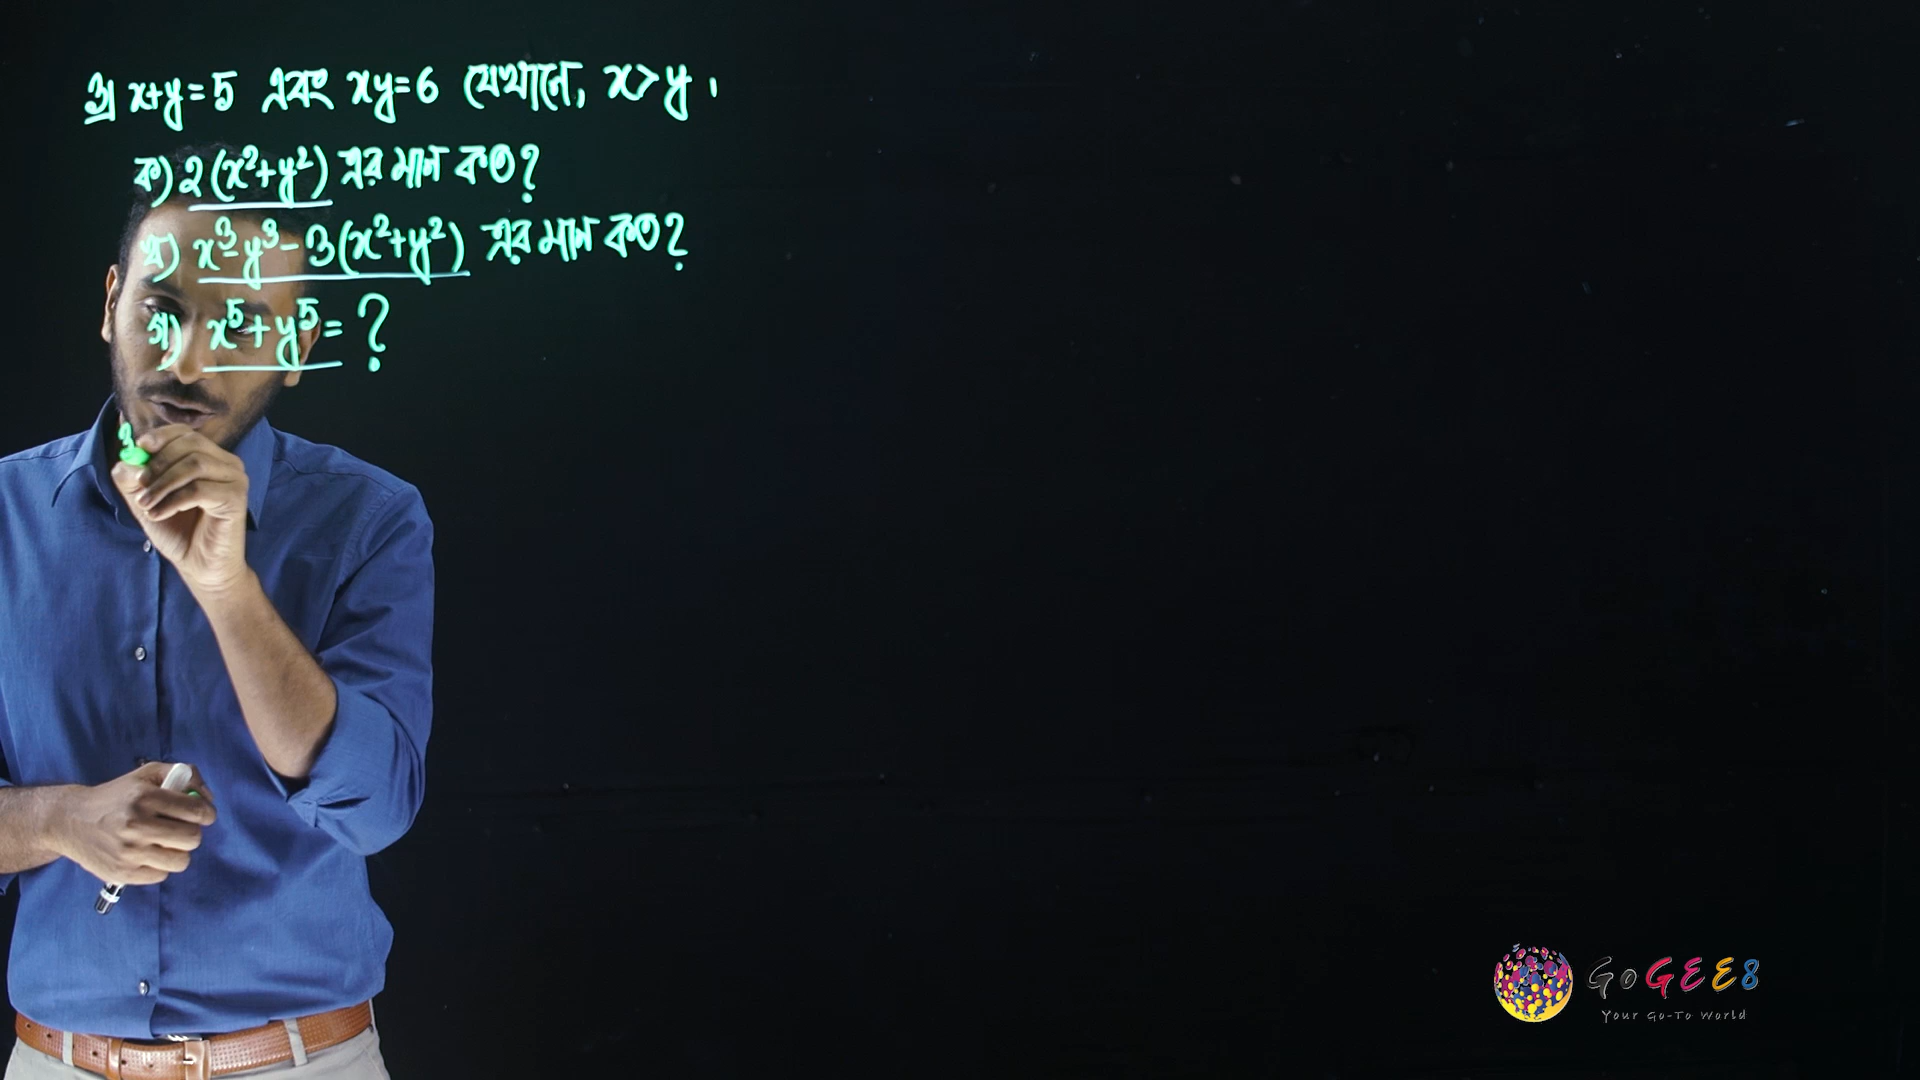 ৩। x+y=5 এবং xy=6 যেখানে, x>y।
ক) 2(x²+y²) এর মান কত?
খ) x³-y³-3(x²+y²) এর মান কত?
গ) x⁵+y⁵= ?
GoGEE8
Your Go-To World